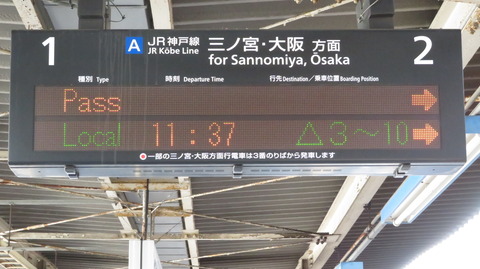 1
A JR神戸線 三ノ宮・大阪 方面
JR Kōbe Line for Sannomiya, Ōsaka
2
種別 Type 時刻 Departure Time 行先 Destination／乗車位置 Boarding Position
Pass →
Local 11:37 △3～10 →
一部の三ノ宮・大阪方面行電車は3番のりばから発車します